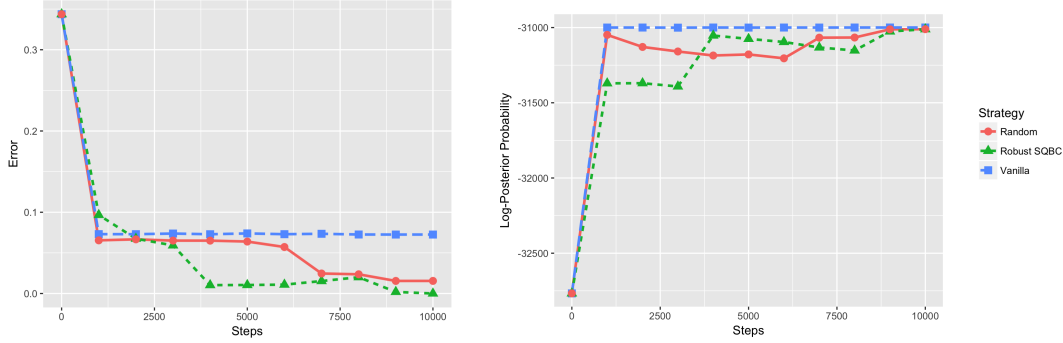 Error
0.3
0.2
0.1
0.0
0
2500
5000
7500
10000
Steps
Log-Posterior Probability
-31000
-31500
-32000
-32500
0
2500
5000
7500
10000
Steps
Strategy
Random
Robust SQBC
Vanilla